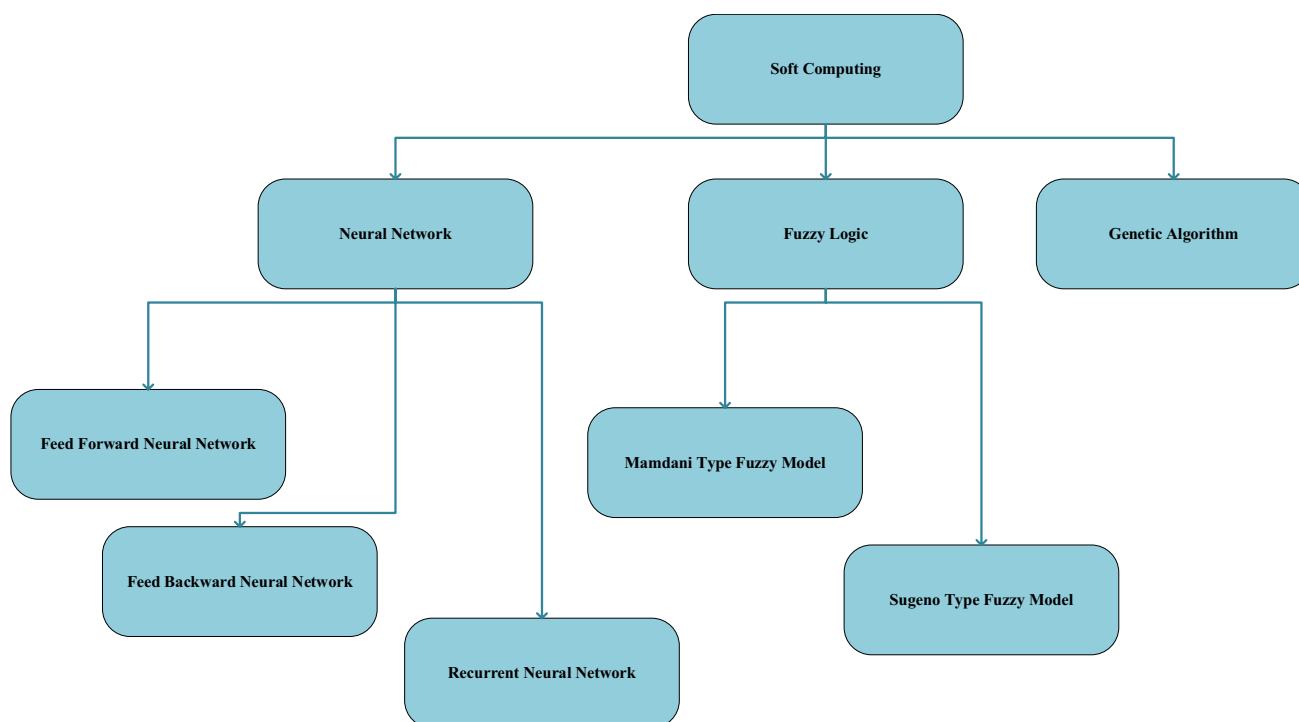 Soft Computing
Neural Network
Fuzzy Logic
Genetic Algorithm
Feed Forward Neural Network
Mamdani Type Fuzzy Model
Feed Backward Neural Network
Sugeno Type Fuzzy Model
Recurrent Neural Network